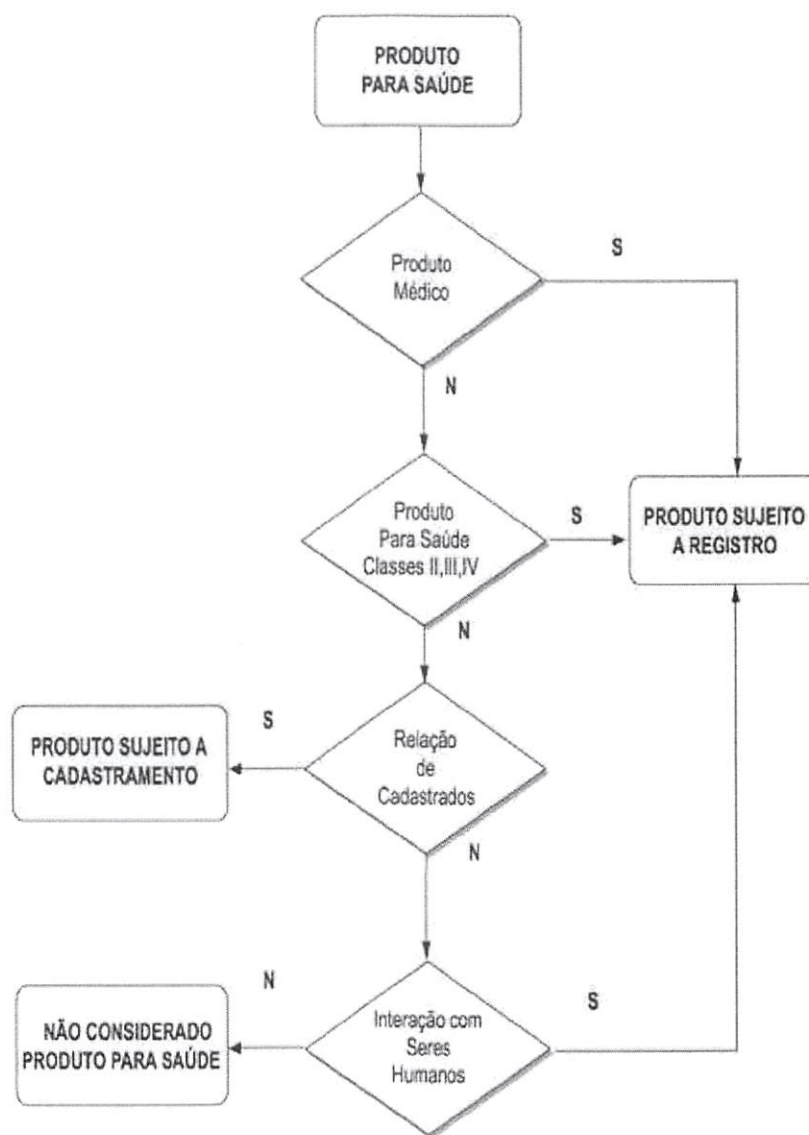 PRODUTO
PARA SAÚDE
Produto
Médico
S
N
Produto
Para Saúde
Classes II,III,IV
S
PRODUTO SUJEITO
A REGISTRO
N
Relação
de
Cadastrados
S
PRODUTO SUJEITO A
CADASTRAMENTO
N
Interação com
Seres
Humanos
N
S
NÃO CONSIDERADO
PRODUTO PARA SAÚDE